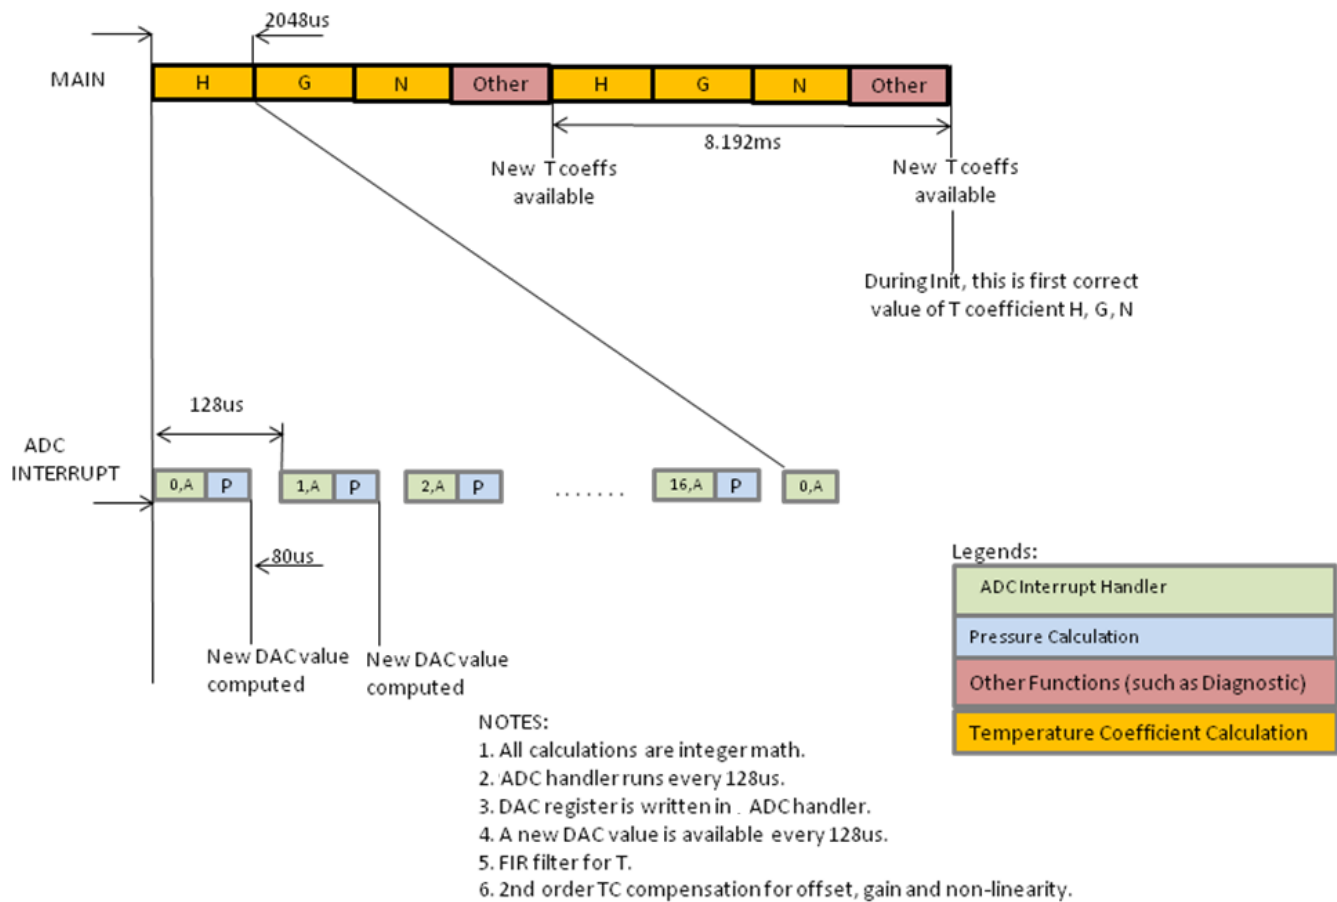 2048us
MAIN
H
G
N
Other
H
G
N
Other
8.192ms
New T coeffs
available
New T coeffs
available
During Init, this is first correct
value of T coefficient H, G, N
128us
ADC
INTERRUPT
0,A
P
1,A
P
2,A
P
.......
16,A
P
0,A
80us
New DAC value
computed
New DAC value
computed
Legends:
ADC Interrupt Handler
Pressure Calculation
Other Functions (such as Diagnostic)
Temperature Coefficient Calculation
NOTES:
1. All calculations are integer math.
2. ADC handler runs every 128us.
3. DAC register is written in . ADC handler.
4. A new DAC value is available every 128us.
5. FIR filter for T.
6. 2nd order TC compensation for offset, gain and non-linearity.